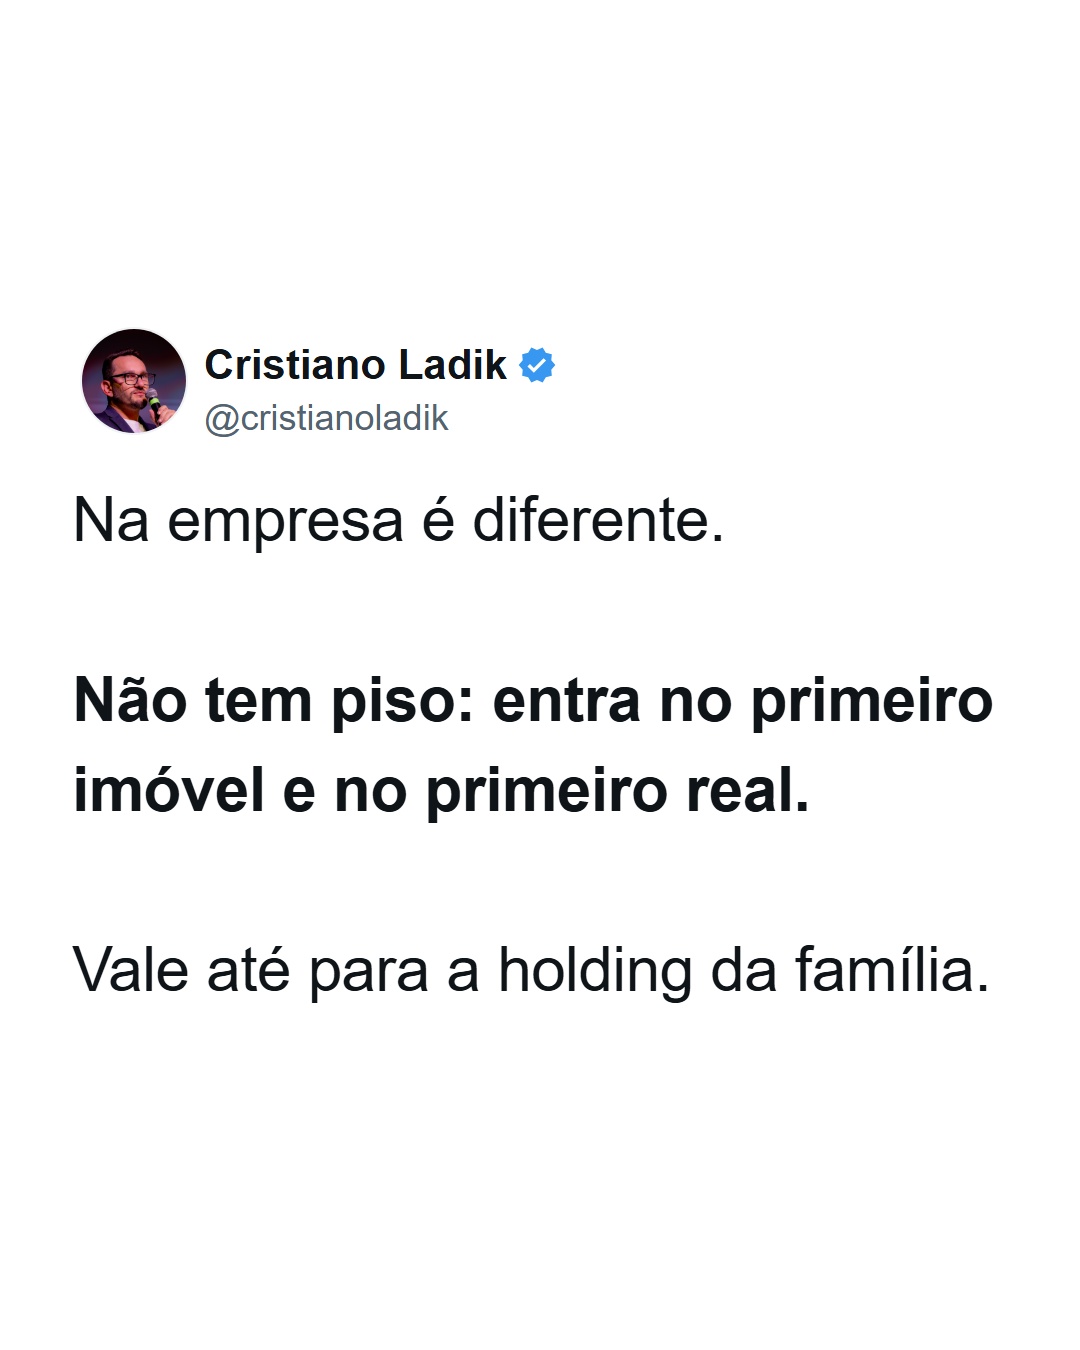 Cristiano Ladik
@cristianoladik
Na empresa é diferente.
Não tem piso: entra no primeiro
imóvel e no primeiro real.
Vale até para a holding da família.